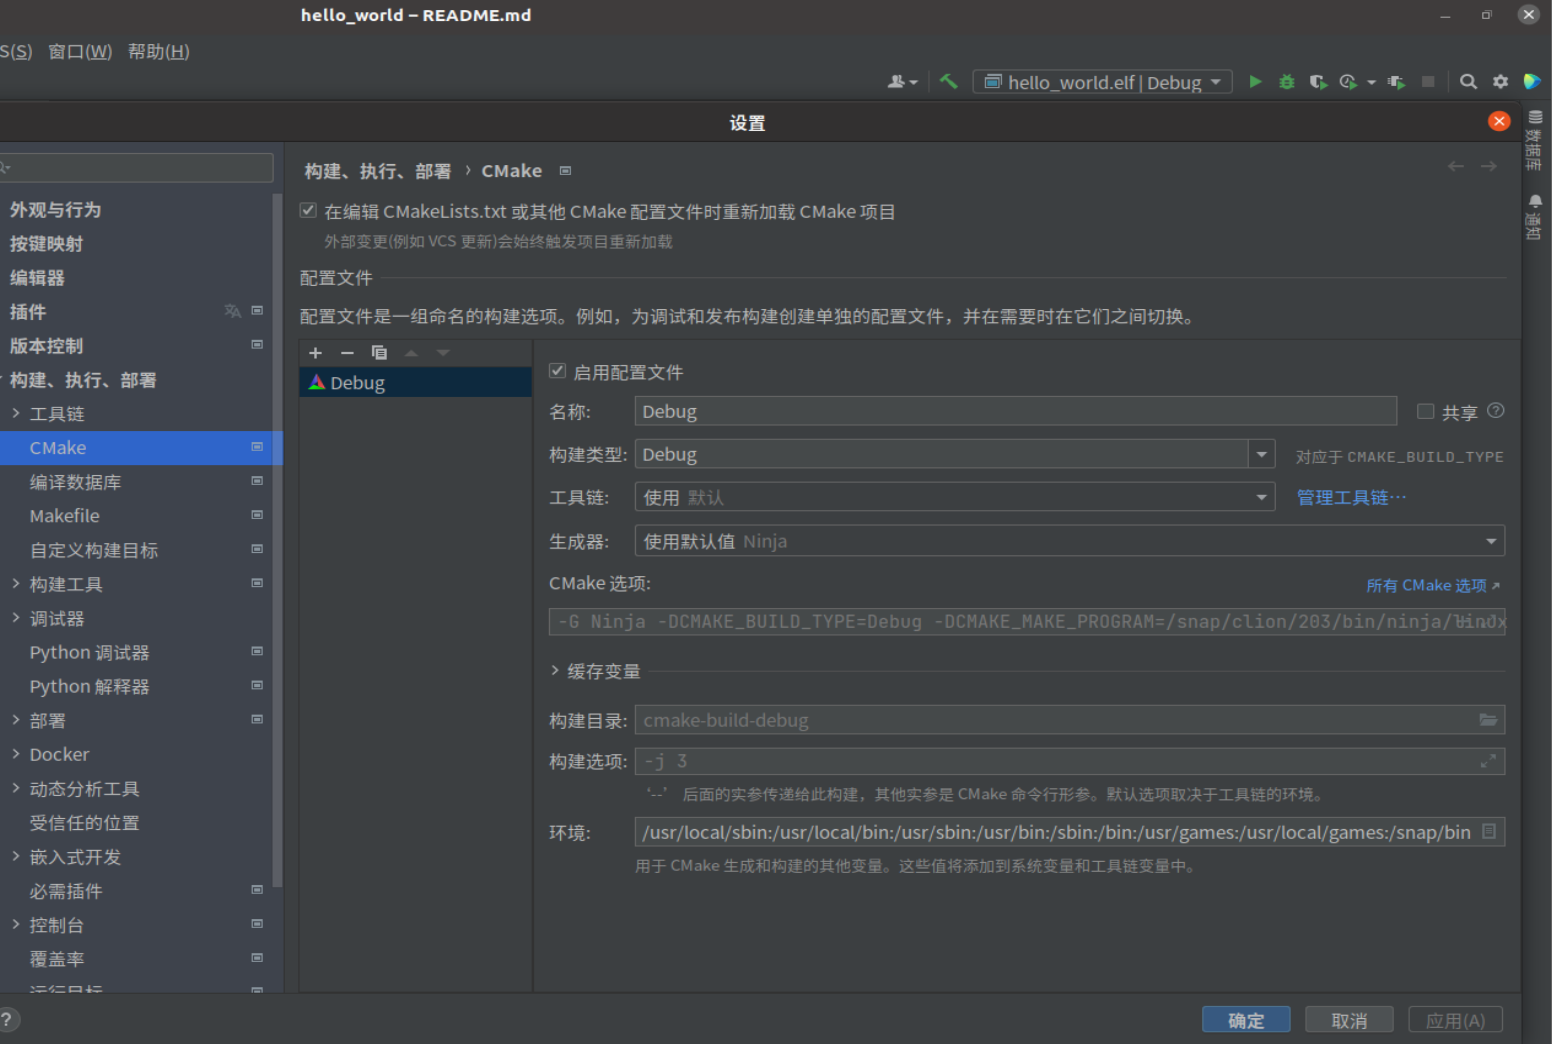 hello_world – README.md
S(S) 窗口(W) 帮助(H)
hello_world.elf | Debug
设置
数据库
通知
外观与行为
按键映射
编辑器
插件
版本控制
构建、执行、部署
工具链
CMake
编译数据库
Makefile
自定义构建目标
构建工具
调试器
Python 调试器
Python 解释器
部署
Docker
动态分析工具
受信任的位置
嵌入式开发
必需插件
控制台
覆盖率
运行目标
构建、执行、部署 › CMake
在编辑 CMakeLists.txt 或其他 CMake 配置文件时重新加载 CMake 项目
外部变更(例如 VCS 更新)会始终触发项目重新加载
配置文件
配置文件是一组命名的构建选项。例如，为调试和发布构建创建单独的配置文件，并在需要时在它们之间切换。
Debug
启用配置文件
名称: Debug 共享
构建类型: Debug 对应于 CMAKE_BUILD_TYPE
工具链: 使用 默认 管理工具链…
生成器: 使用默认值 Ninja
CMake 选项: 所有 CMake 选项
-G Ninja -DCMAKE_BUILD_TYPE=Debug -DCMAKE_MAKE_PROGRAM=/snap/clion/203/bin/ninja/
缓存变量
构建目录: cmake-build-debug
构建选项: -j 3
‘--’ 后面的实参传递给此构建，其他实参是 CMake 命令行形参。默认选项取决于工具链的环境。
环境: /usr/local/sbin:/usr/local/bin:/usr/sbin:/usr/bin:/sbin:/bin:/usr/games:/usr/local/games:/snap/bin
用于 CMake 生成和构建的其他变量。这些值将添加到系统变量和工具链变量中。
? 确定 取消 应用(A)